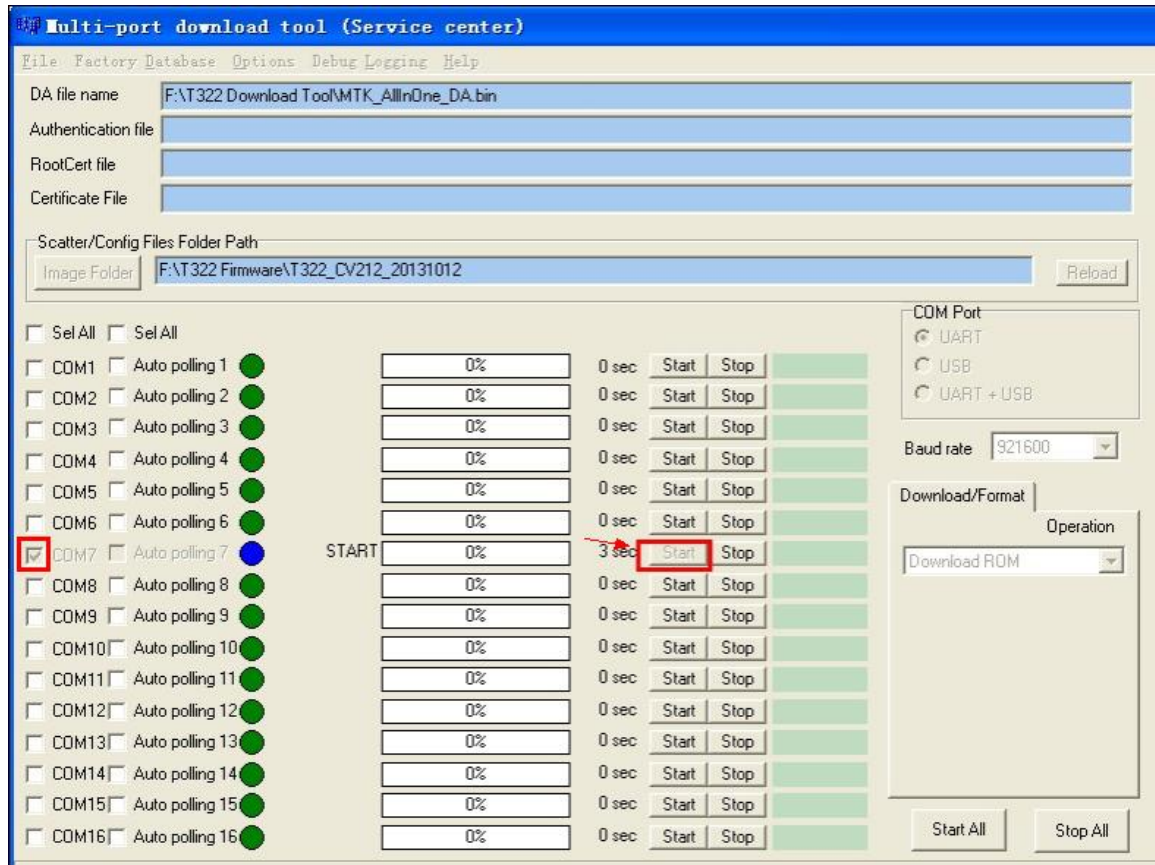 Multi-port download tool (Service center)
File Factory Database Options Debug Logging Help
DA file name F:\T322 Download Tool\MTK_AllInOne_DA.bin
Authentication file
RootCert file
Certificate File
Scatter/Config Files Folder Path
Image Folder F:\T322 Firmware\T322_CV212_20131012 Reload
COM Port
Sel All Sel All
UART
COM1 Auto polling 1 0% 0 sec Start Stop
USB
COM2 Auto polling 2 0% 0 sec Start Stop
UART + USB
COM3 Auto polling 3 0% 0 sec Start Stop
Baud rate 921600
COM4 Auto polling 4 0% 0 sec Start Stop
COM5 Auto polling 5 0% 0 sec Start Stop
Download/Format
COM6 Auto polling 6 0% 0 sec Start Stop
Operation
COM7 Auto polling 7 START 0% 3 sec Start Stop
Download ROM
COM8 Auto polling 8 0% 0 sec Start Stop
COM9 Auto polling 9 0% 0 sec Start Stop
COM10 Auto polling 10 0% 0 sec Start Stop
COM11 Auto polling 11 0% 0 sec Start Stop
COM12 Auto polling 12 0% 0 sec Start Stop
COM13 Auto polling 13 0% 0 sec Start Stop
COM14 Auto polling 14 0% 0 sec Start Stop
COM15 Auto polling 15 0% 0 sec Start Stop
COM16 Auto polling 16 0% 0 sec Start Stop
Start All Stop All